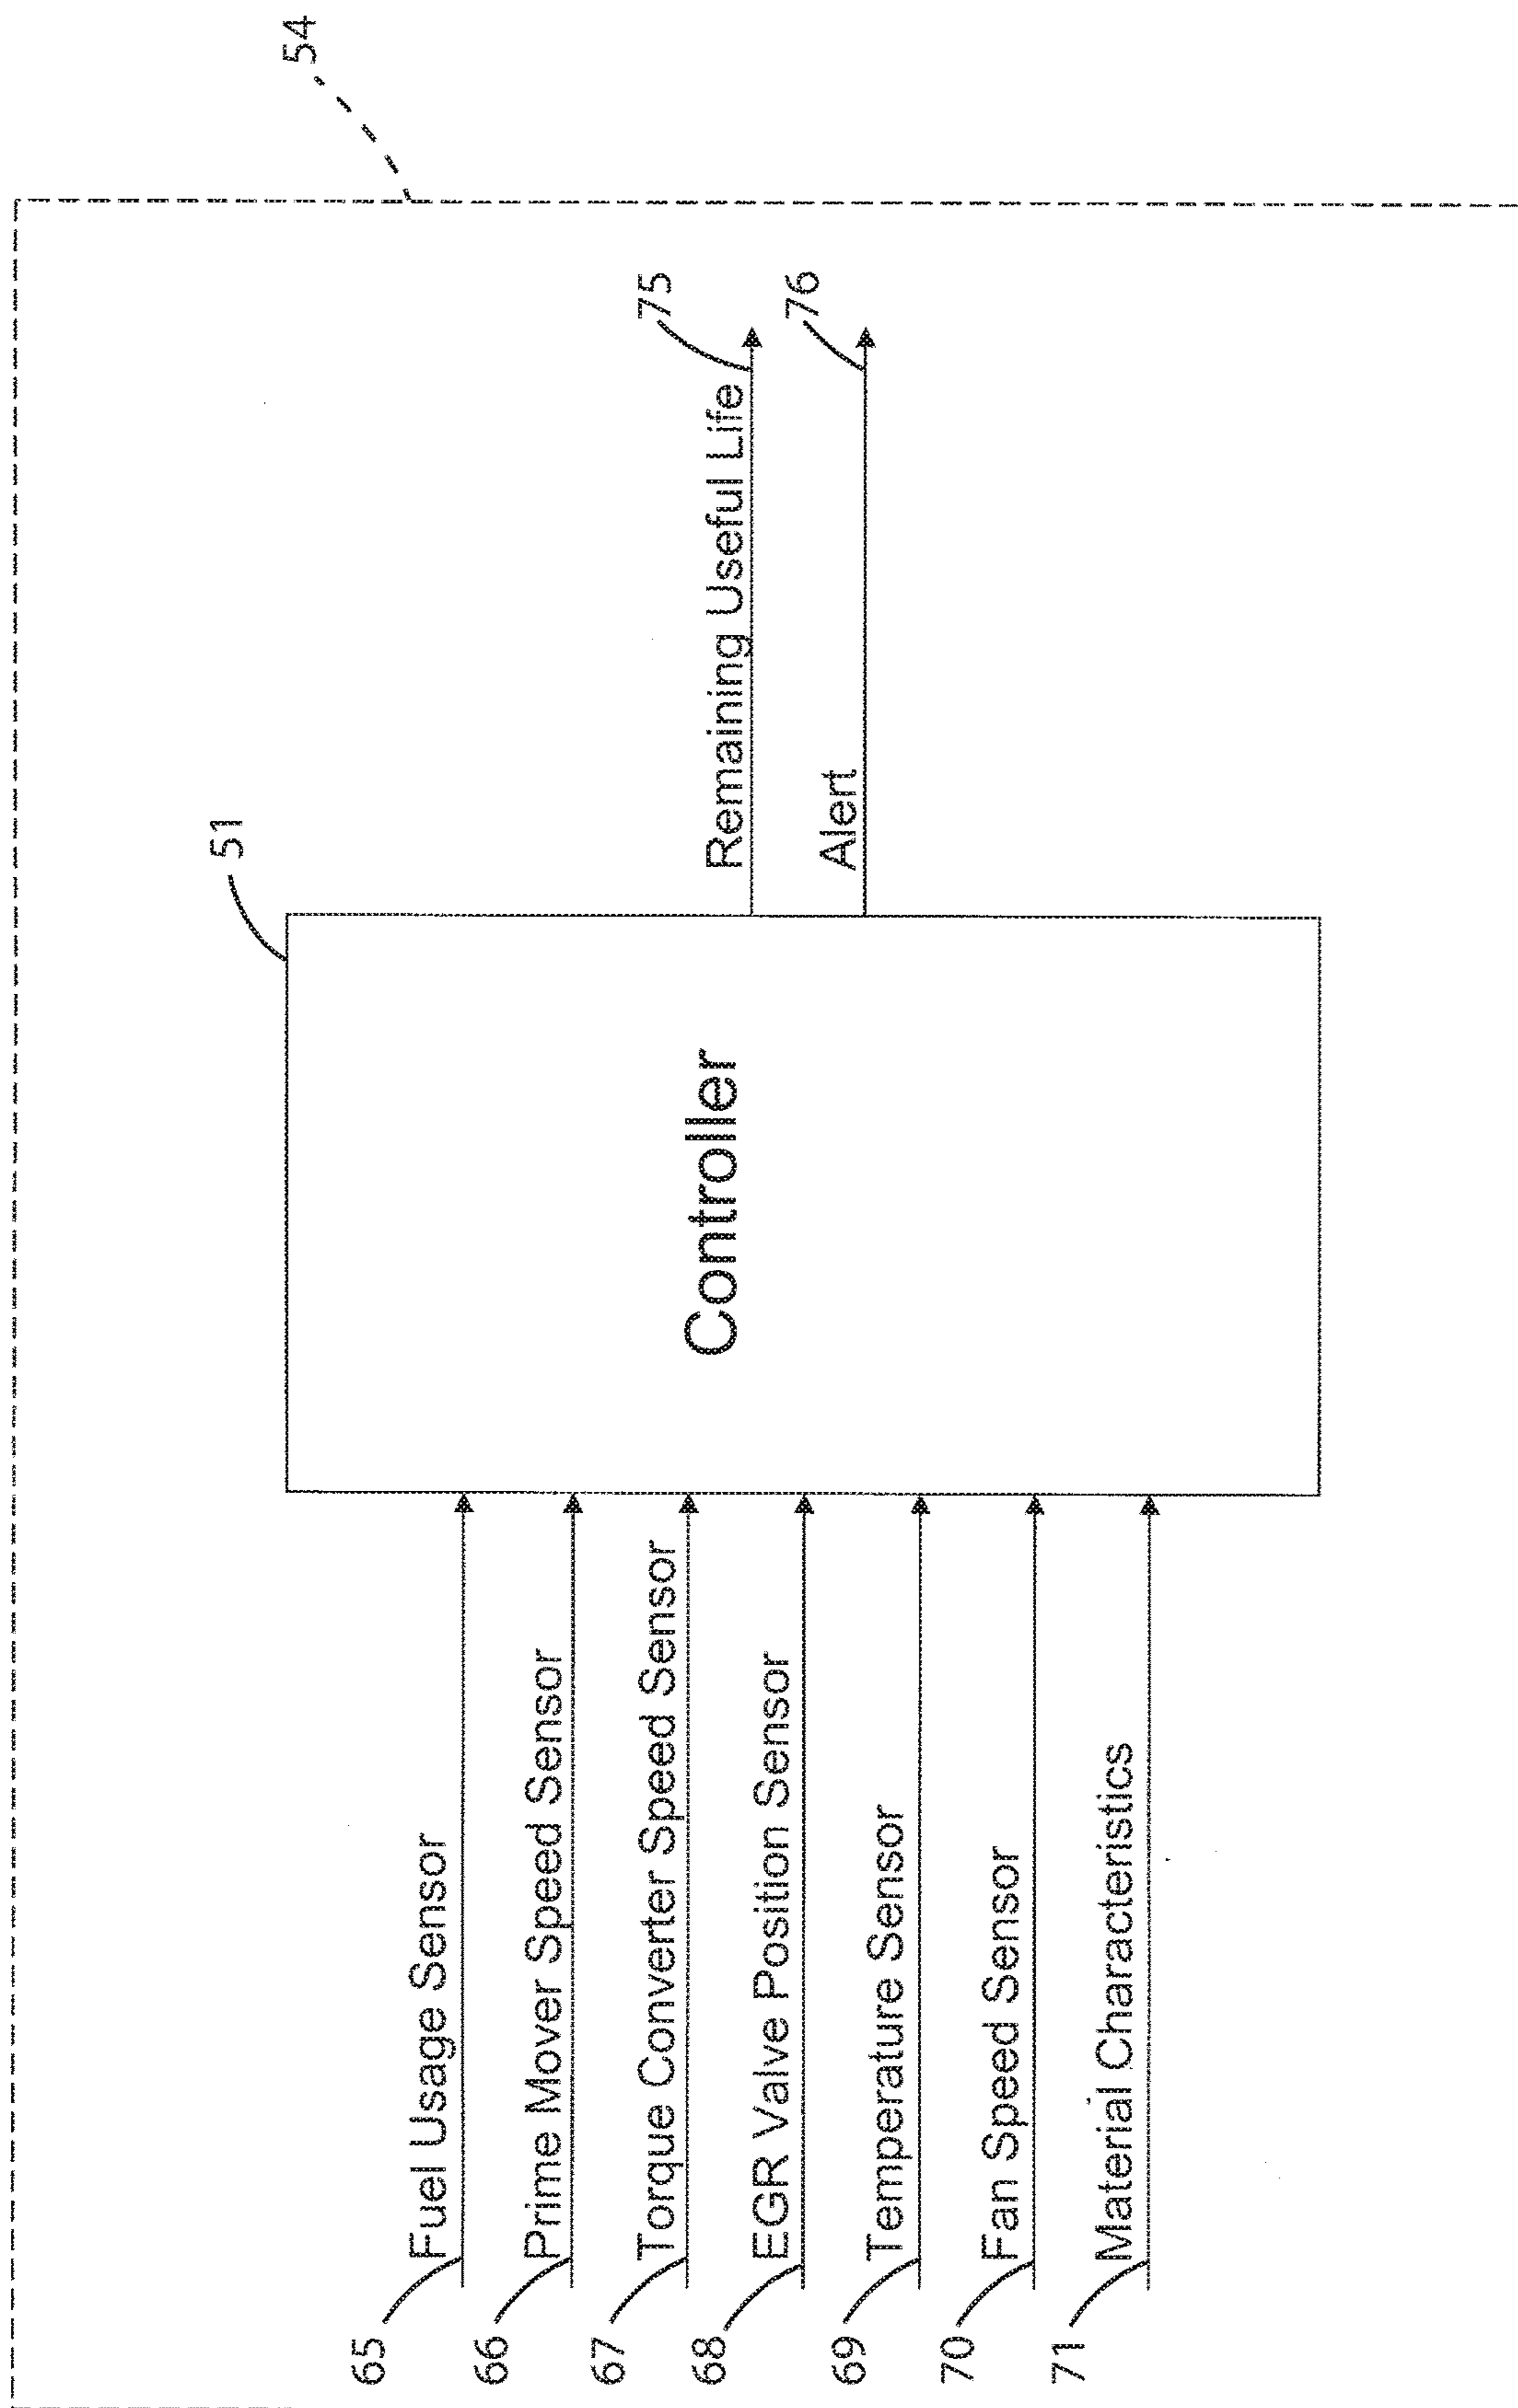 54
51
65
Fuel Usage Sensor
66
Prime Mover Speed Sensor
67
Torque Converter Speed Sensor
68
EGR Valve Position Sensor
69
Temperature Sensor
70
Fan Speed Sensor
71
Material Characteristics
Controller
Remaining Useful Life
75
Alert
76